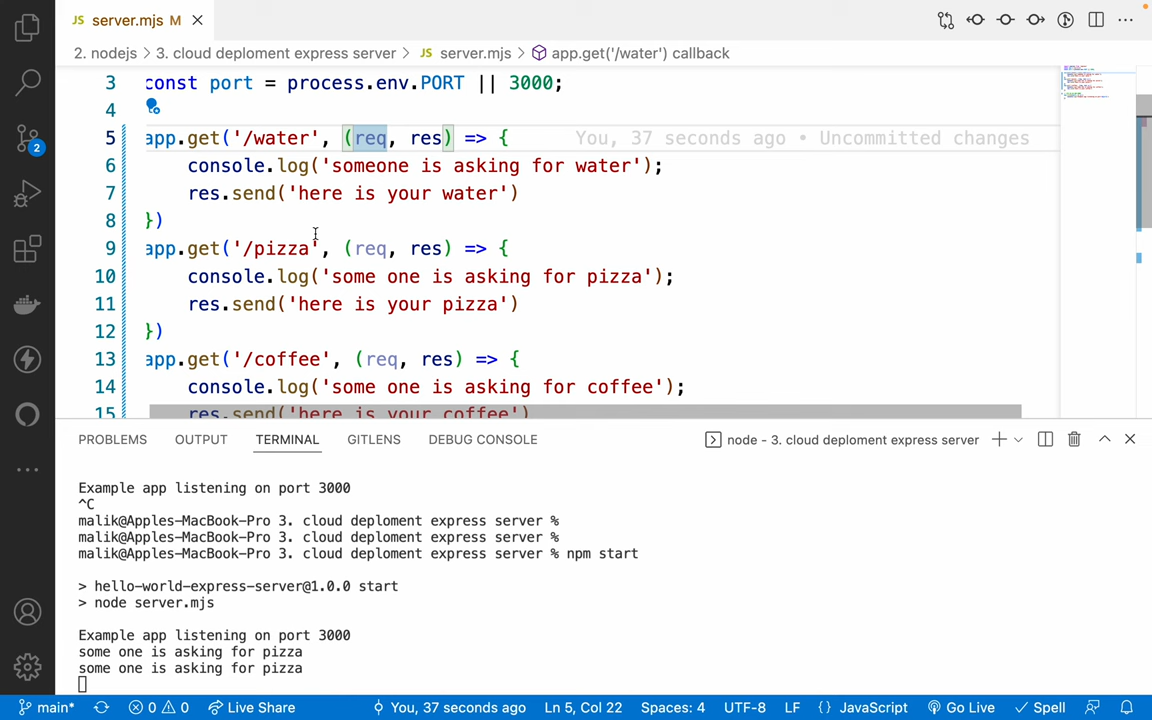 JS server.mjs M
2. nodejs > 3. cloud deploment express server > JS server.mjs > app.get('/water') callback
3 const port = process.env.PORT || 3000;
4
5 app.get('/water', (req, res) => { You, 37 seconds ago • Uncommitted changes
6 console.log('someone is asking for water');
7 res.send('here is your water')
8 })
9 app.get('/pizza', (req, res) => {
10 console.log('some one is asking for pizza');
11 res.send('here is your pizza')
12 })
13 app.get('/coffee', (req, res) => {
14 console.log('some one is asking for coffee');
15 res.send('here is your coffee')
2
PROBLEMS OUTPUT TERMINAL GITLENS DEBUG CONSOLE node - 3. cloud deploment express server
Example app listening on port 3000
^C
malik@Apples-MacBook-Pro 3. cloud deploment express server %
malik@Apples-MacBook-Pro 3. cloud deploment express server %
malik@Apples-MacBook-Pro 3. cloud deploment express server % npm start
> hello-world-express-server@1.0.0 start
> node server.mjs
Example app listening on port 3000
some one is asking for pizza
some one is asking for pizza
main* 0 0 Live Share You, 37 seconds ago Ln 5, Col 22 Spaces: 4 UTF-8 LF {} JavaScript Go Live Spell